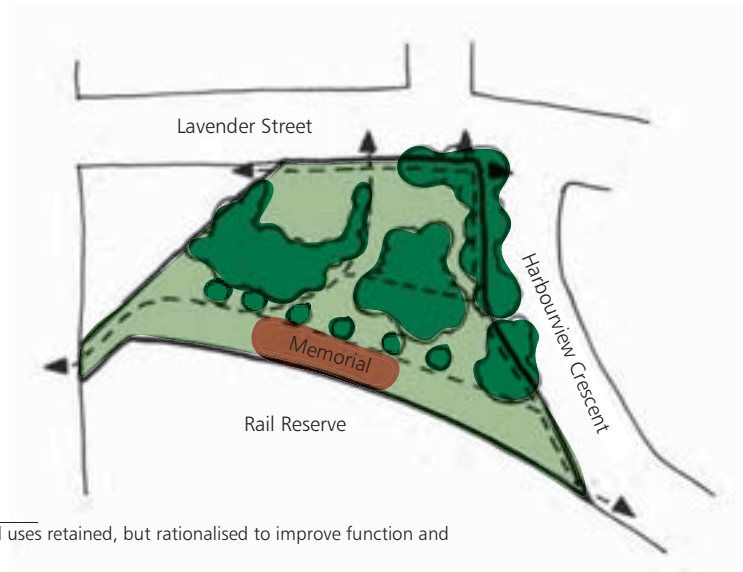 Lavender Street
Harbourview Crescent
Memorial
Rail Reserve
uses retained, but rationalised to improve function and